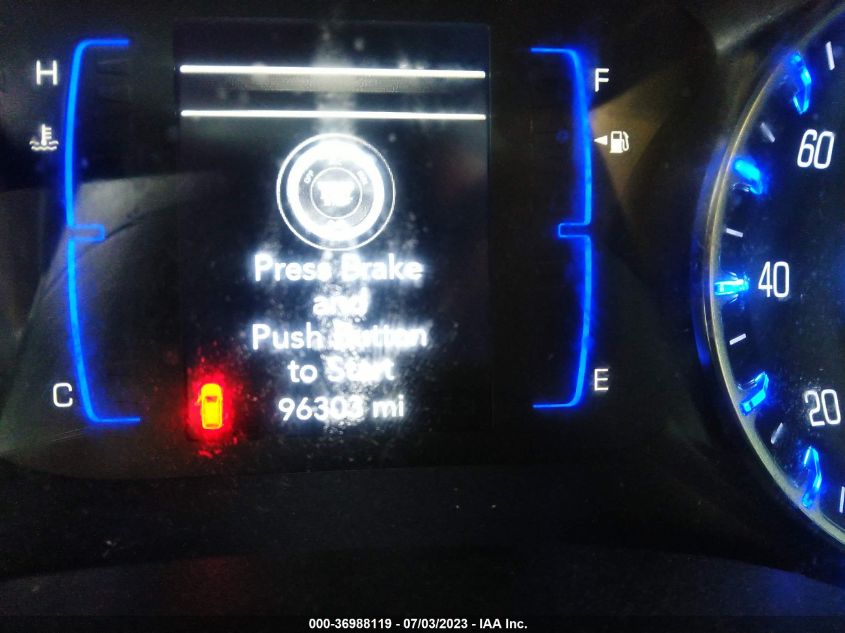 H
F
60
Press Brake
and
40
Push Button
to Start
C
E
96303 mi
20
000-36988119 - 07/03/2023 - IAA Inc.